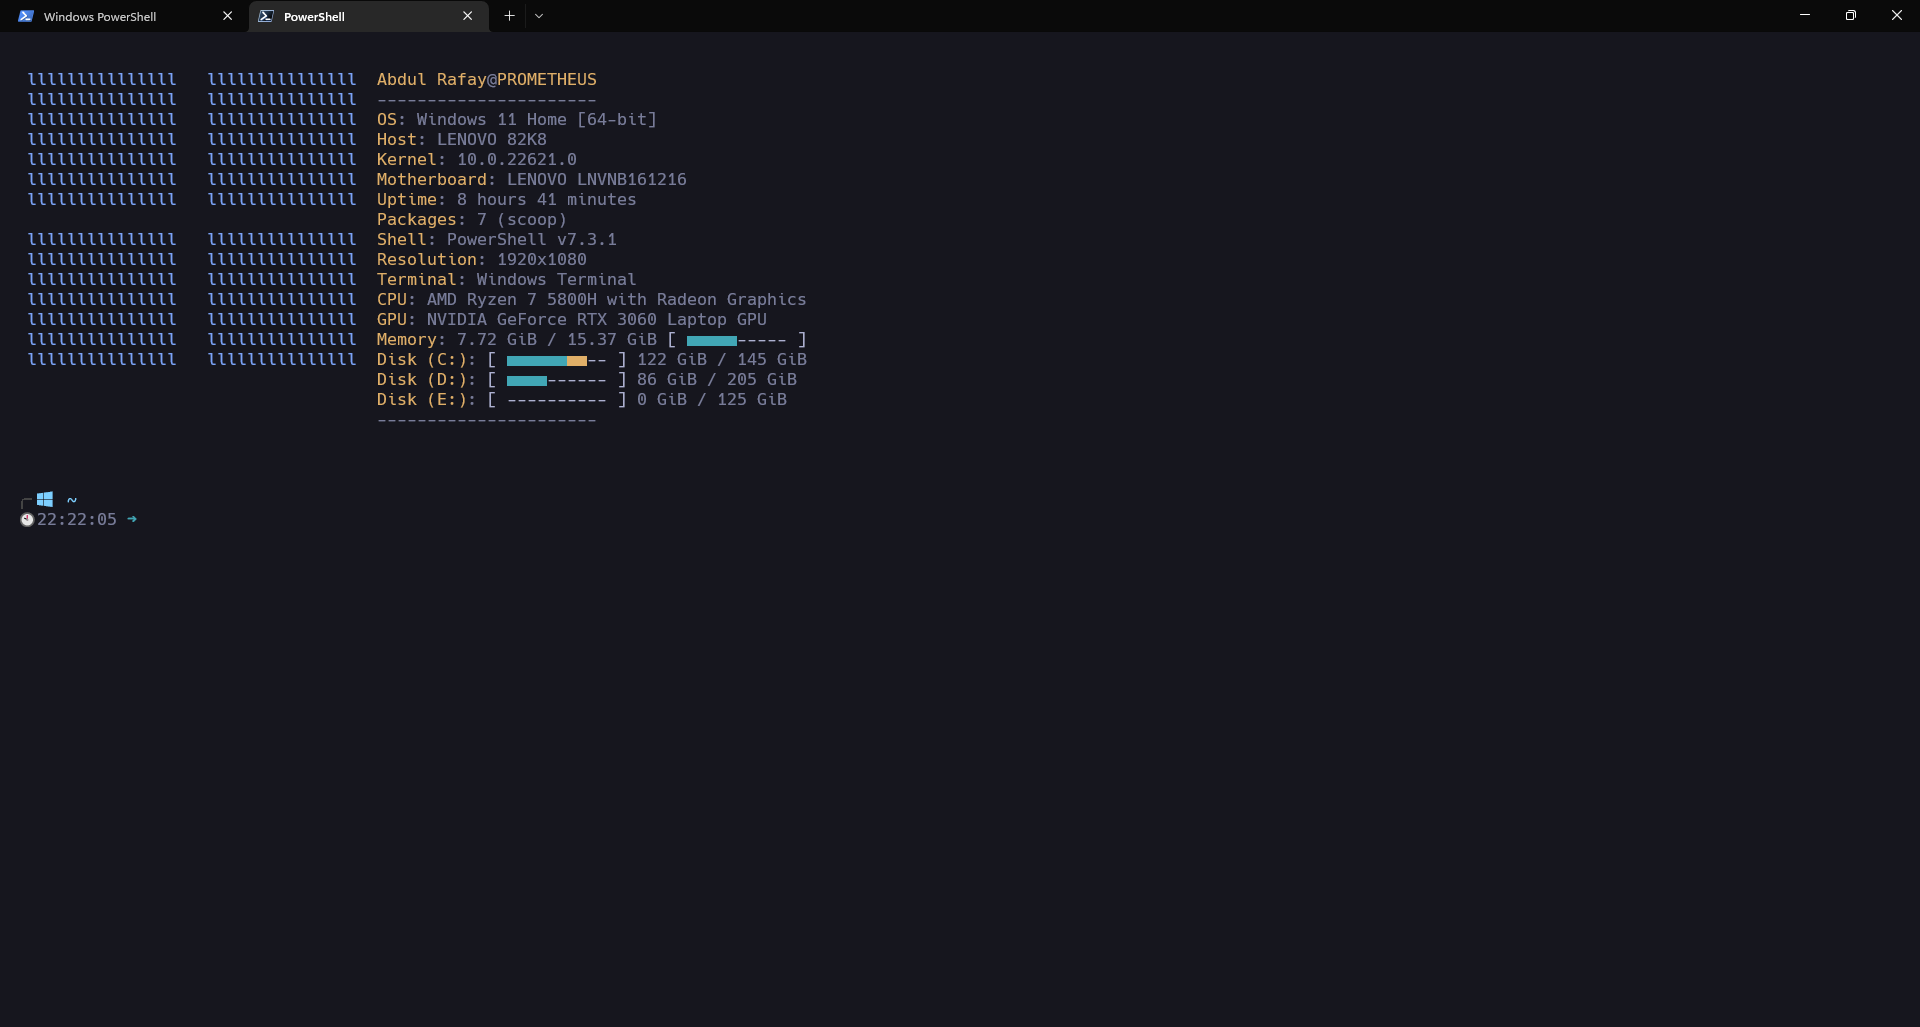 Windows PowerShell
PowerShell
lllllllllllllll   lllllllllllllll  Abdul Rafay@PROMETHEUS
lllllllllllllll   lllllllllllllll  ----------------------
lllllllllllllll   lllllllllllllll  OS: Windows 11 Home [64-bit]
lllllllllllllll   lllllllllllllll  Host: LENOVO 82K8
lllllllllllllll   lllllllllllllll  Kernel: 10.0.22621.0
lllllllllllllll   lllllllllllllll  Motherboard: LENOVO LNVNB161216
lllllllllllllll   lllllllllllllll  Uptime: 8 hours 41 minutes
Packages: 7 (scoop)
lllllllllllllll   lllllllllllllll  Shell: PowerShell v7.3.1
lllllllllllllll   lllllllllllllll  Resolution: 1920x1080
lllllllllllllll   lllllllllllllll  Terminal: Windows Terminal
lllllllllllllll   lllllllllllllll  CPU: AMD Ryzen 7 5800H with Radeon Graphics
lllllllllllllll   lllllllllllllll  GPU: NVIDIA GeForce RTX 3060 Laptop GPU
lllllllllllllll   lllllllllllllll  Memory: 7.72 GiB / 15.37 GiB [ ■■■■■----- ]
lllllllllllllll   lllllllllllllll  Disk (C:): [ ■■■■■■■■-- ] 122 GiB / 145 GiB
Disk (D:): [ ■■■■------ ] 86 GiB / 205 GiB
Disk (E:): [ ---------- ] 0 GiB / 125 GiB
----------------------
~
22:22:05 ➜